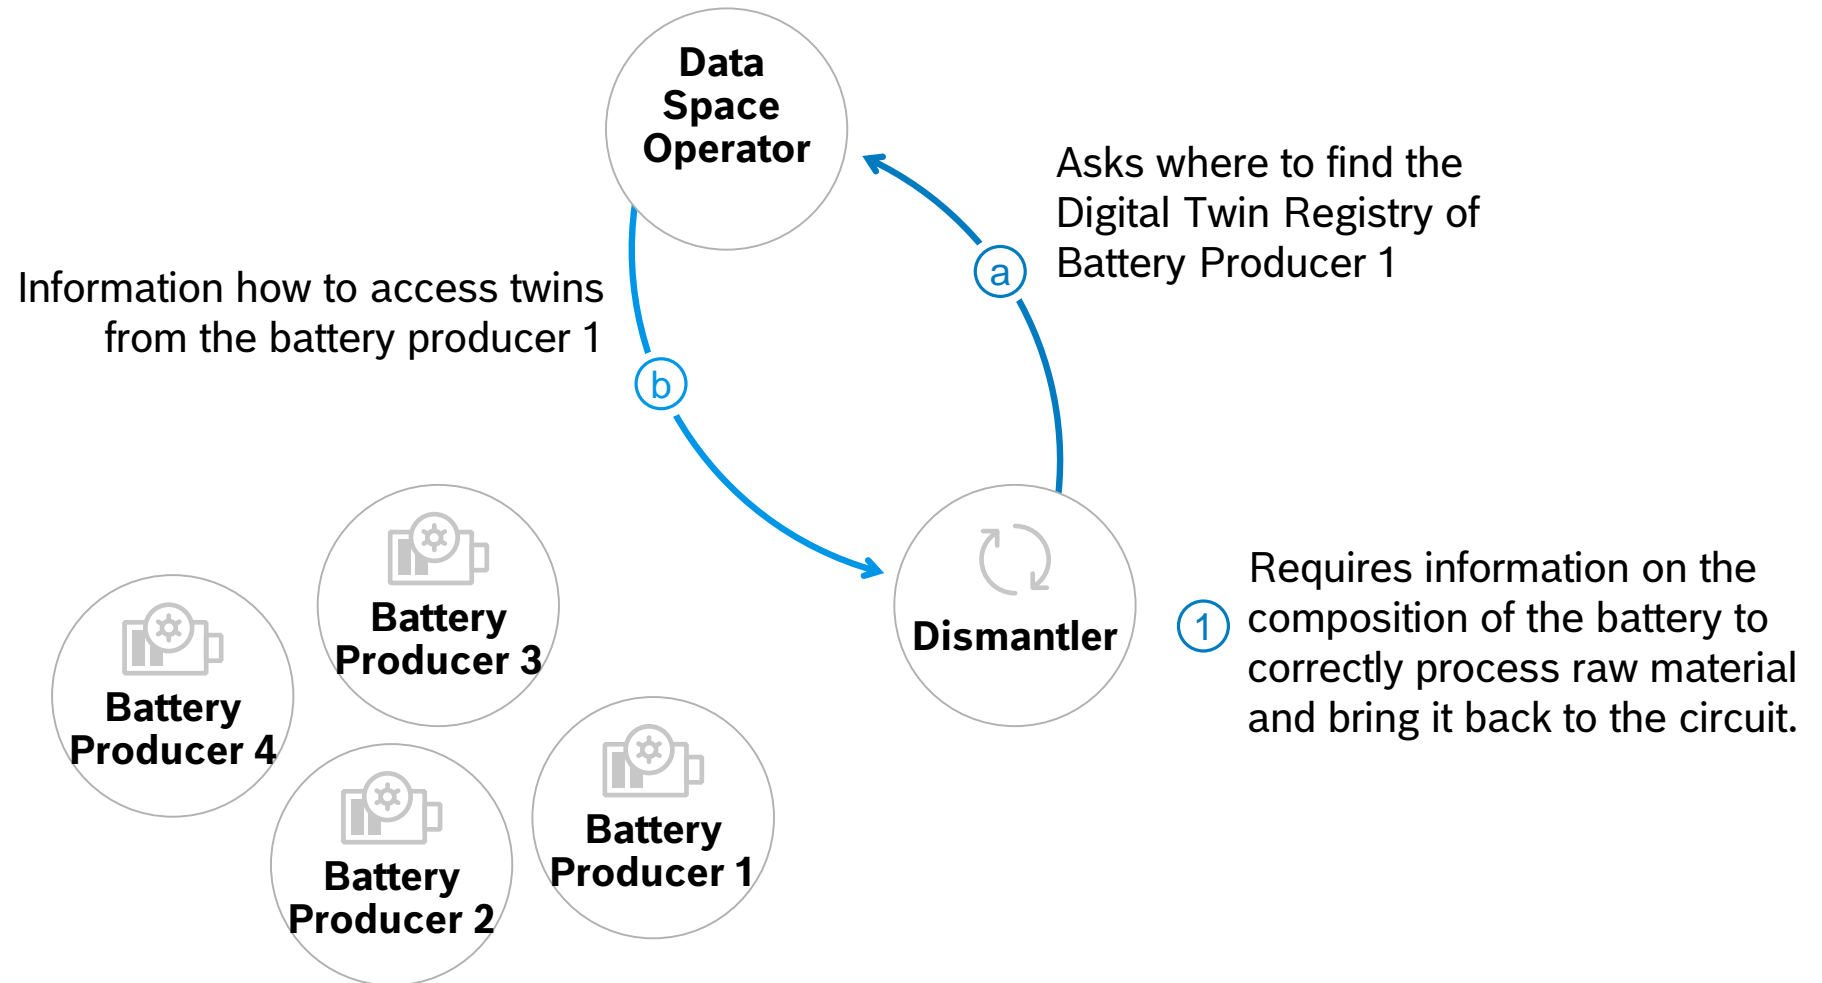 Data
Space
Operator
Asks where to find the
Digital Twin Registry of
Battery Producer 1
a
Information how to access twins
from the battery producer 1
b
Battery
Producer 3
Battery
Producer 4
Battery
Producer 2
Battery
Producer 1
Dismantler
1
Requires information on the
composition of the battery to
correctly process raw material
and bring it back to the circuit.